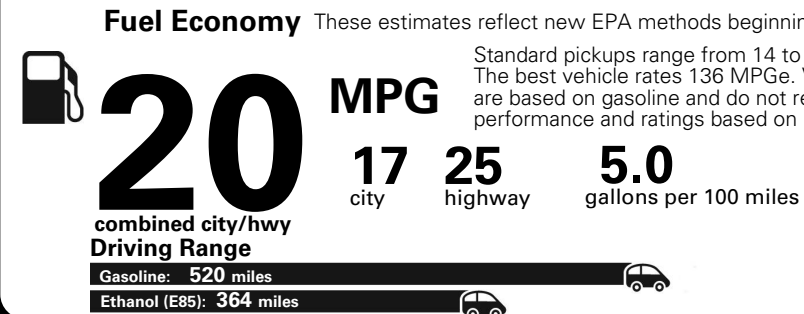 Fuel Economy These estimates reflect new EPA methods
Standard pickups range from 14 to
The best vehicle rates 136 MPGe.
are based on gasoline and do not
performance and ratings based on
20 MPG
combined city/hwy
17 city
25 highway
5.0 gallons per 100 miles
Driving Range
Gasoline: 520 miles
Ethanol (E85): 364 miles